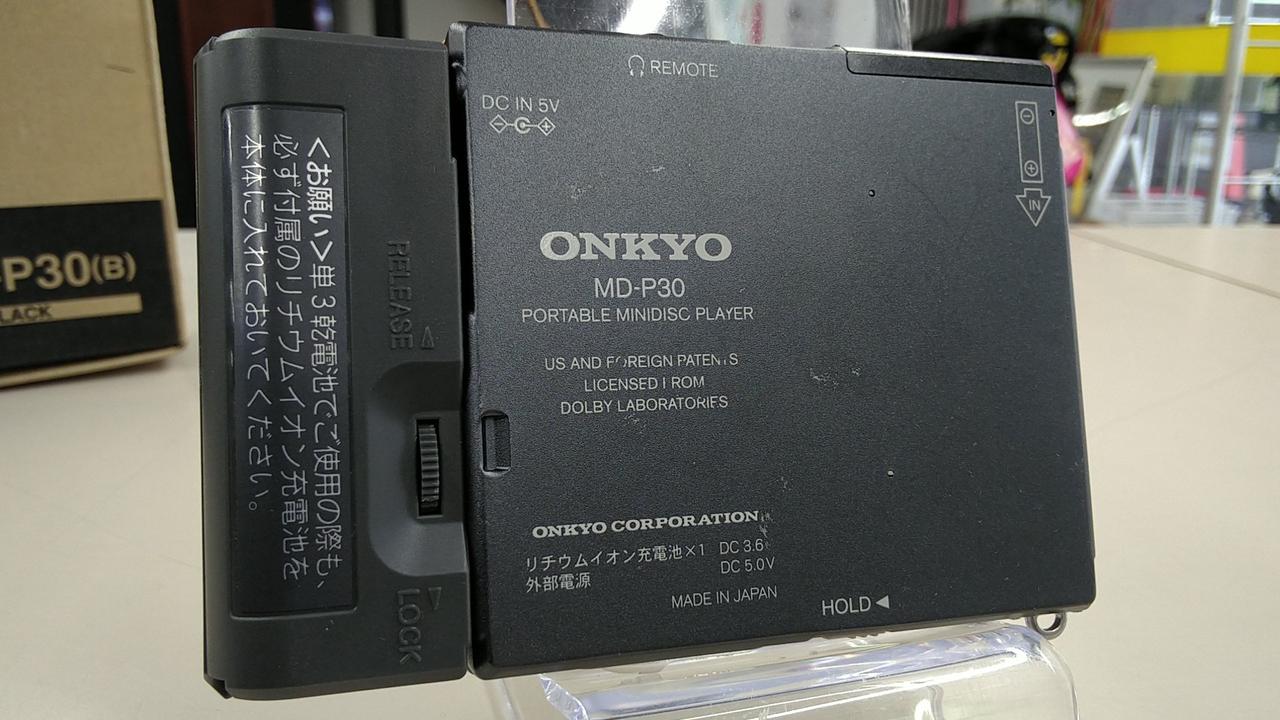 -P30(B)
LACK
<お願い>単3乾電池でご使用の際も、
必ず付属のリチウムイオン充電池を
本体に入れておいてください。
RELEASE
LOCK
REMOTE
DC IN 5V
IN
ONKYO
MD-P30
PORTABLE MINIDISC PLAYER
US AND FOREIGN PATENTS
LICENSED FROM
DOLBY LABORATORIES
ONKYO CORPORATION
リチウムイオン充電池×1 DC 3.6
外部電源 DC 5.0V
MADE IN JAPAN
HOLD